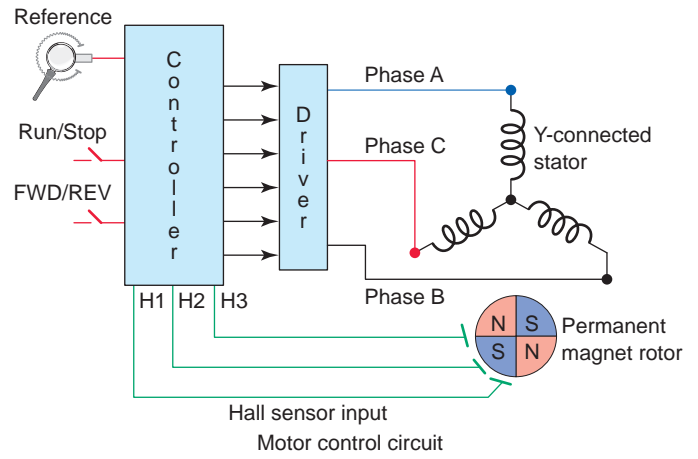 Reference
Controller
Driver
Phase A
Y-connected
stator
Phase C
Run/Stop
FWD/REV
Phase B
H1 H2 H3
N S
S N
Permanent
magnet rotor
Hall sensor input
Motor control circuit